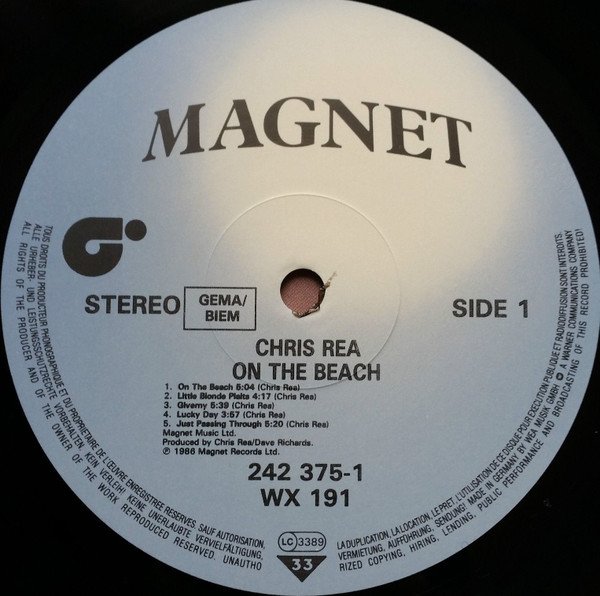 MAGNET
STEREO
GEMA/
BIEM
SIDE 1
CHRIS REA
ON THE BEACH
1. On The Beach 5:04 (Chris Rea)
2. Little Blonde Plaits 4:17 (Chris Rea)
3. Giverny 5:39 (Chris Rea)
4. Lucky Day 3:57 (Chris Rea)
5. Just Passing Through 5:20 (Chris Rea)
Magnet Music Ltd.
Produced by Chris Rea/Dave Richards.
℗ 1986 Magnet Records Ltd.
242 375-1
WX 191
LC 3389
33
TOUS DROITS DU PRODUCTEUR PHONOGRAPHIQUE ET DU PROPRIETAIRE DE L'ŒUVRE ENREGISTREE RESERVES. SAUF AUTORISATION, LA DUPLICATION, LA LOCATION, LE PRET, L'UTILISATION DE CE DISQUE POUR EXECUTION PUBLIQUE ET RADIODIFFUSION SONT INTERDITS.
ALLE URHEBER- UND LEISTUNGSSCHUTZRECHTE VORBEHALTEN. KEIN VERLEIH! KEINE UNERLAUBTE VERVIELFÄLTIGUNG, VERMIETUNG, AUFFÜHRUNG, SENDUNG! MADE IN GERMANY BY WEA MUSIK GMBH A WARNER COMMUNICATIONS COMPANY
ALL RIGHTS OF THE PRODUCER AND OF THE OWNER OF THE WORK REPRODUCED RESERVED. UNAUTHORIZED COPYING, HIRING, LENDING, PUBLIC PERFORMANCE AND BROADCASTING OF THIS RECORD PROHIBITED!